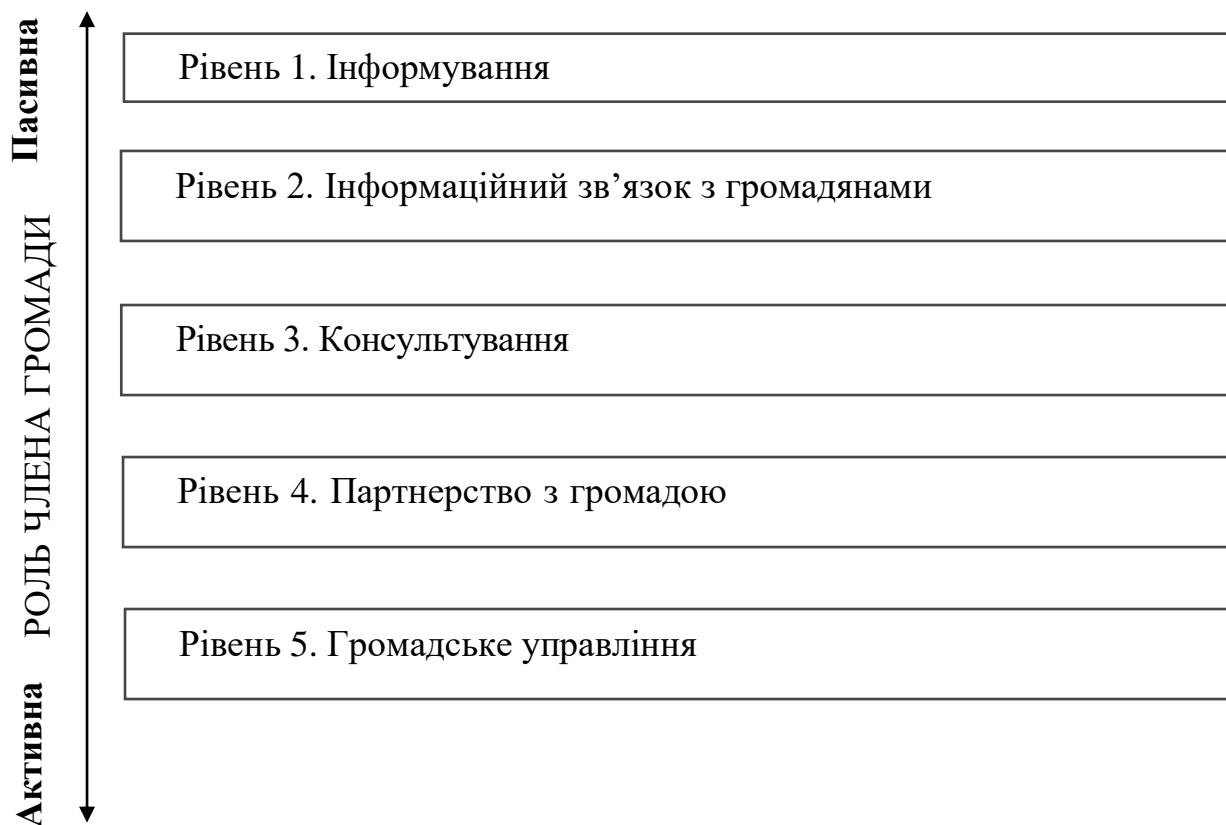 Пасивна
РОЛЬ ЧЛЕНА ГРОМАДИ
Активна
Рівень 1. Інформування
Рівень 2. Інформаційний зв’язок з громадянами
Рівень 3. Консультування
Рівень 4. Партнерство з громадою
Рівень 5. Громадське управління